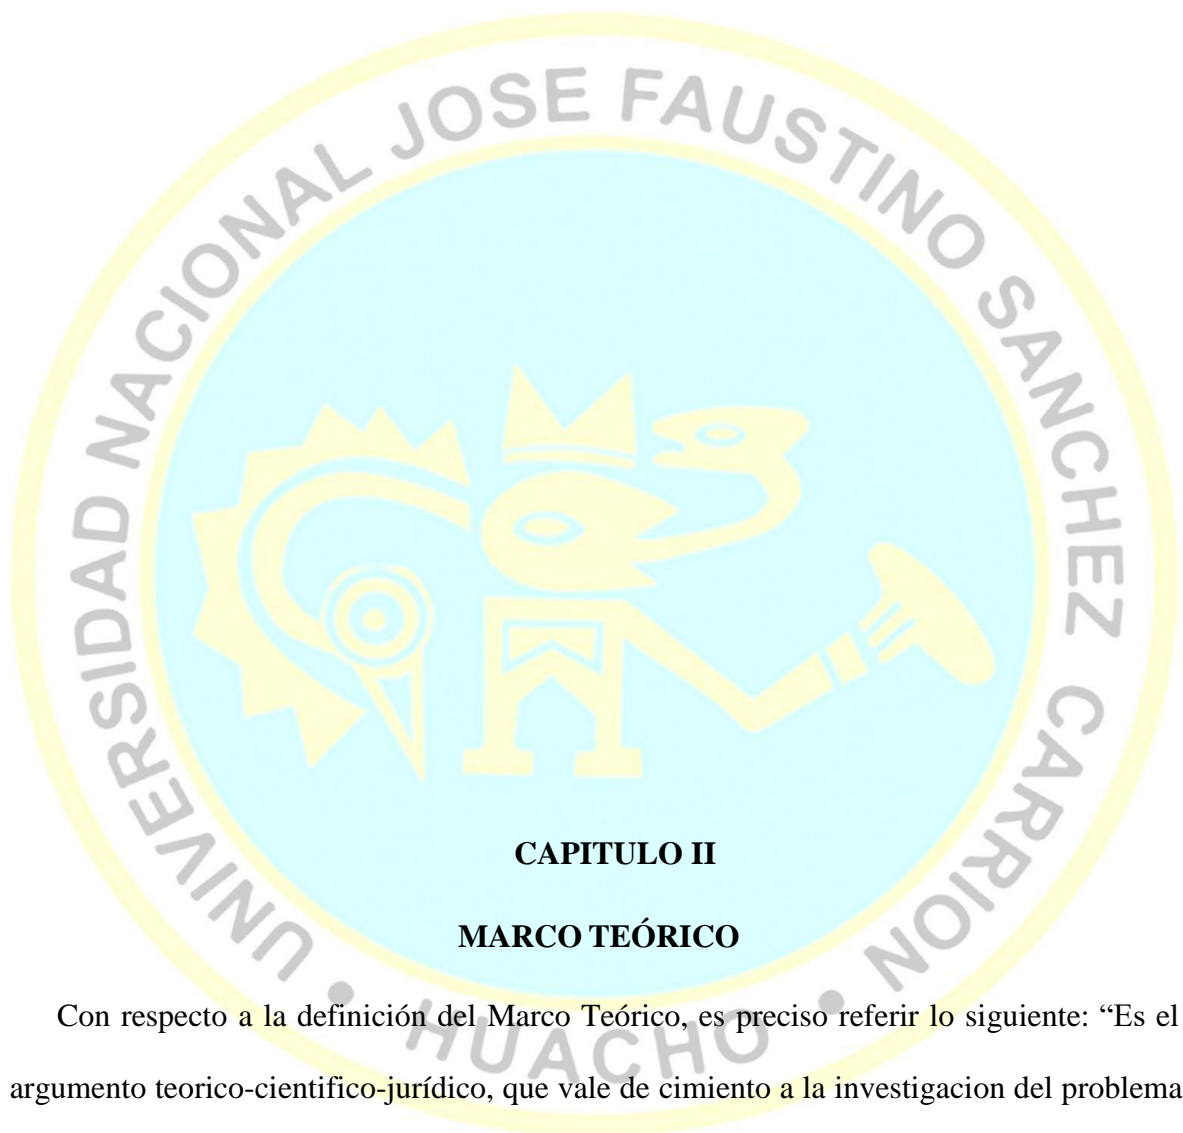 UNIVERSIDAD NACIONAL JOSE FAUSTINO SANCHEZ CARRION
• HUACHO •
CAPITULO II
MARCO TEÓRICO
Con respecto a la definición del Marco Teórico, es preciso referir lo siguiente: “Es el
argumento teorico-cientifico-jurídico, que vale de cimiento a la investigacion del problema